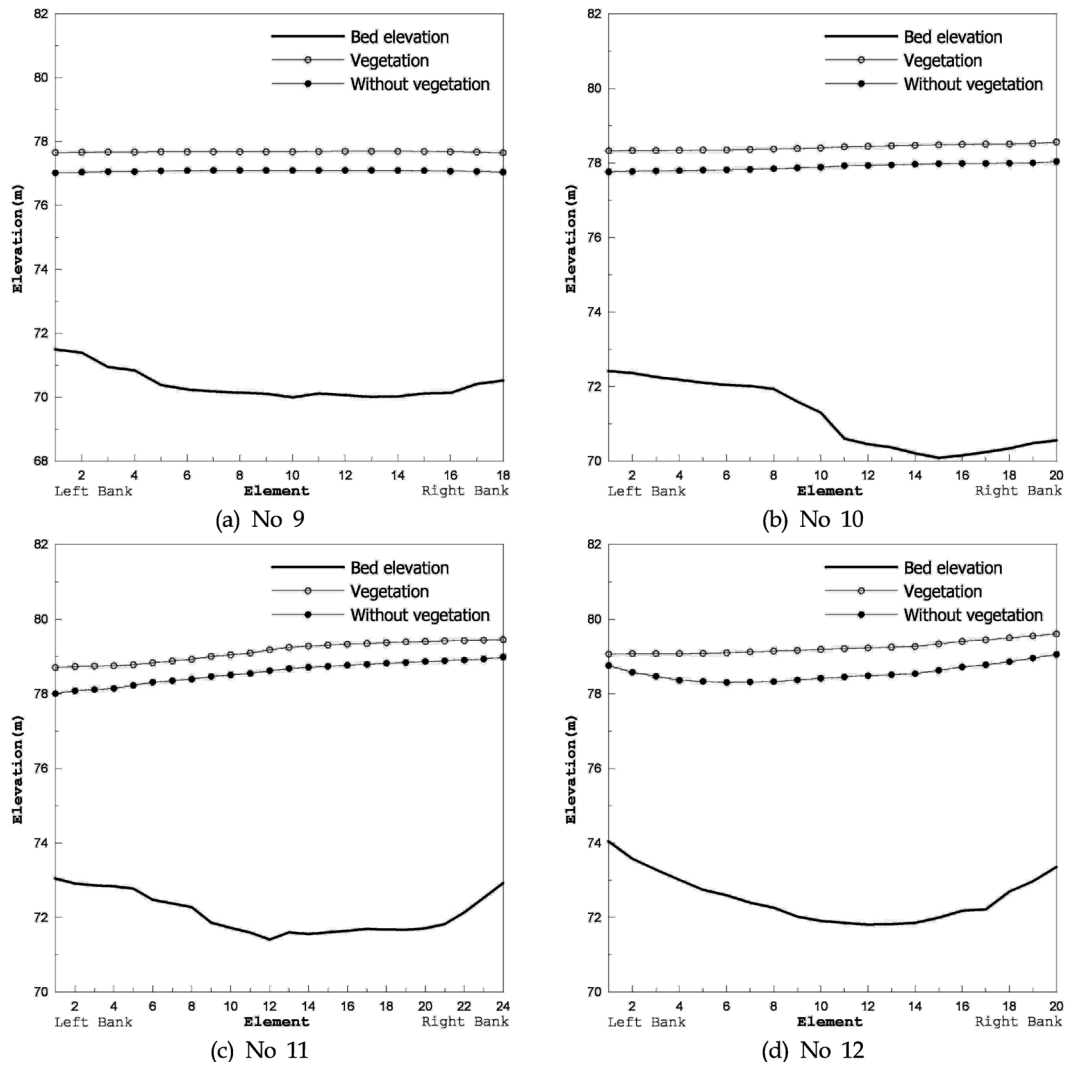 82
80
78
76
74
72
70
68
Elevation(m)
Bed elevation
Vegetation
Without vegetation
2 4 6 8 10 12 14 16 18
Left Bank Element Right Bank
(a) No 9
82
80
78
76
74
72
70
Elevation(m)
Bed elevation
Vegetation
Without vegetation
2 4 6 8 10 12 14 16 18 20
Left Bank Element Right Bank
(b) No 10
82
80
78
76
74
72
70
Elevation(m)
Bed elevation
Vegetation
Without vegetation
2 4 6 8 10 12 14 16 18 20 22 24
Left Bank Element Right Bank
(c) No 11
82
80
78
76
74
72
70
Elevation(m)
Bed elevation
Vegetation
Without vegetation
2 4 6 8 10 12 14 16 18 20
Left Bank Element Right Bank
(d) No 12